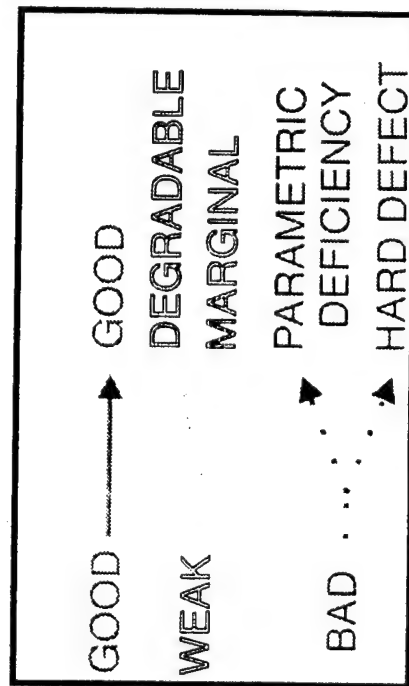 GOOD GOOD
WEAK
DEGRADABLE
MARGINAL
BAD
PARAMETRIC
DEFICIENCY
HARD DEFECT